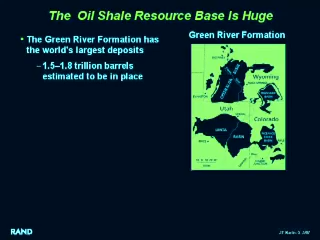 The Oil Shale Resource Base Is Huge
• The Green River Formation has
the world's largest deposits
–1.5–1.8 trillion barrels
estimated to be in place
Green River Formation
Wyoming
Utah
Colorado
RAND